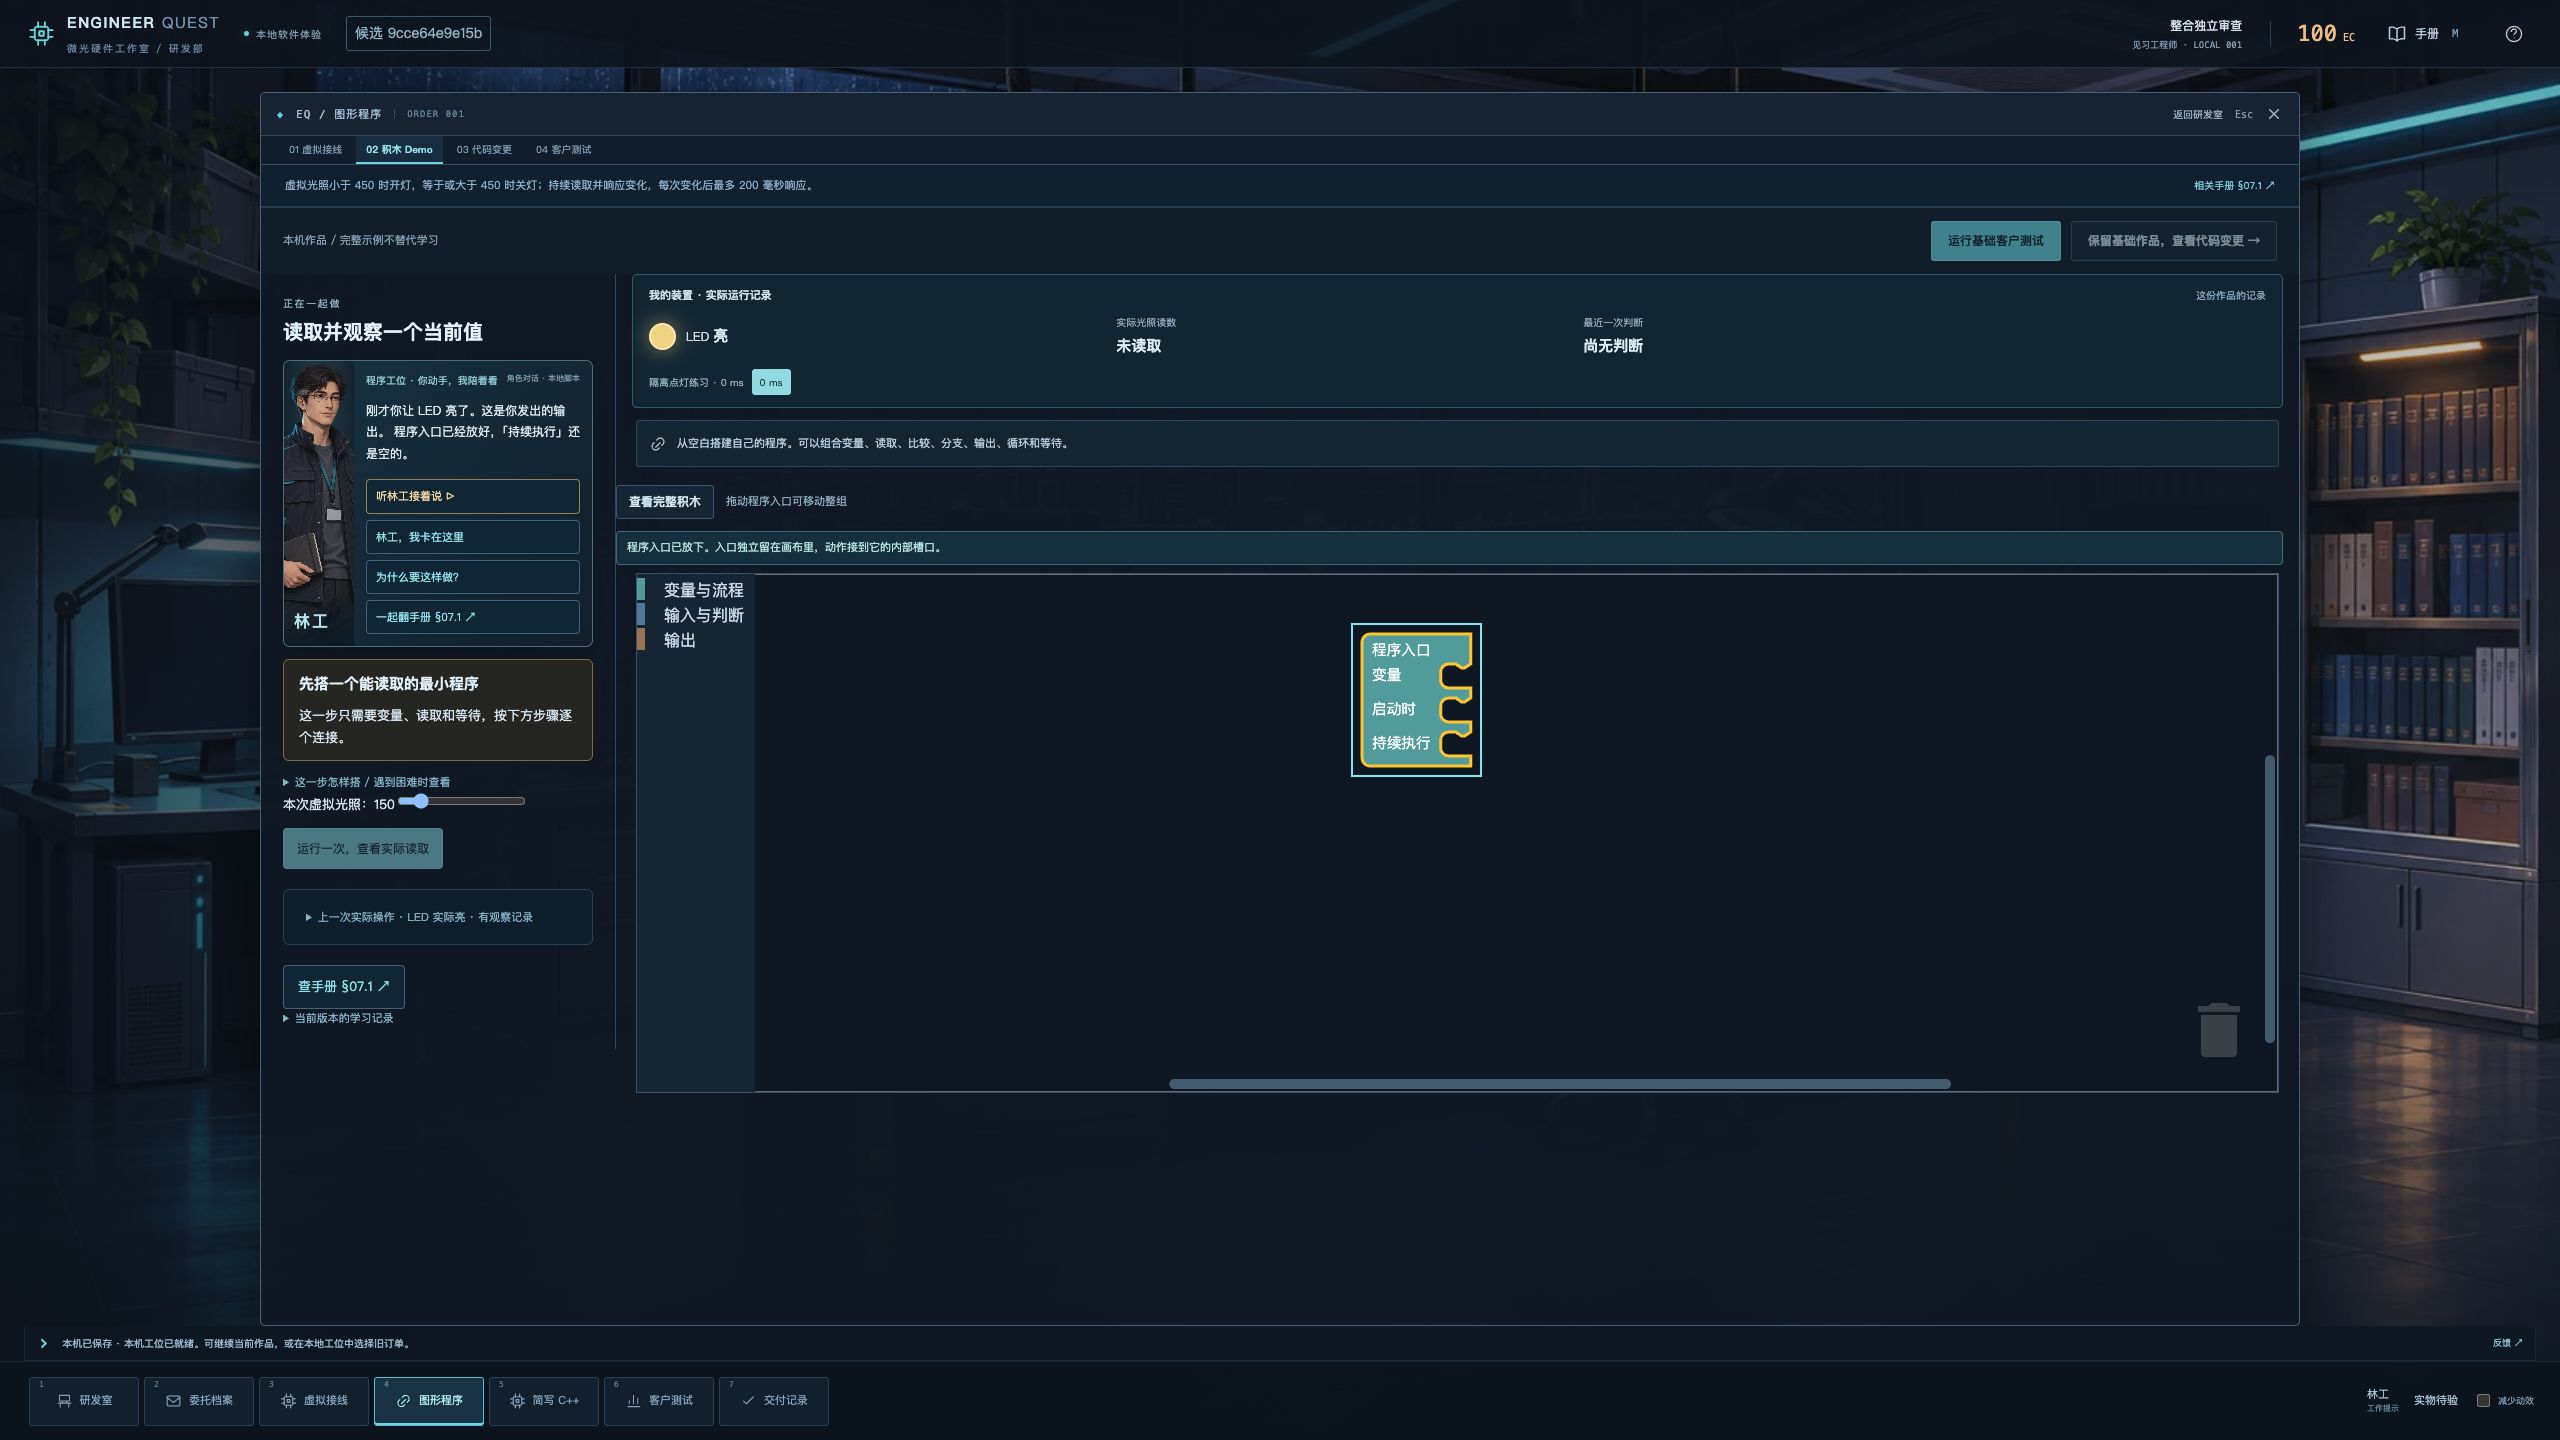 ENGINEER QUEST
微光硬件工作室 / 研发部
本地软件体验
候选 9cce64e9e15b
整合独立审查
见习工程师 · LOCAL 001
100 EC
手册 M
EQ / 图形程序 ORDER 001
返回研发室 Esc
01 虚拟接线 02 积木 Demo 03 代码变更 04 客户测试
虚拟光照小于 450 时开灯，等于或大于 450 时关灯；持续读取并响应变化，每次变化后最多 200 毫秒响应。
相关手册 §07.1 ↗
本机作品 / 完整示例不替代学习
运行基础客户测试
保留基础作品，查看代码变更 →
正在一起做
读取并观察一个当前值
程序工位 · 你动手，我陪着看
角色对话 · 本地脚本
刚才你让 LED 亮了。这是你发出的输
出。 程序入口已经放好，「持续执行」还
是空的。
听林工接着说 ▷
林工，我卡在这里
为什么要这样做？
一起翻手册 §07.1 ↗
林工
先搭一个能读取的最小程序
这一步只需要变量、读取和等待，按下方步骤逐
个连接。
这一步怎样搭 / 遇到困难时查看
本次虚拟光照：150
运行一次，查看实际读取
上一次实际操作 · LED 实际亮 · 有观察记录
查手册 §07.1 ↗
当前版本的学习记录
我的装置 · 实际运行记录
这份作品的记录
LED 亮
实际光照读数
未读取
最近一次判断
尚无判断
隔离点灯练习 · 0 ms
0 ms
从空白搭建自己的程序。可以组合变量、读取、比较、分支、输出、循环和等待。
查看完整积木
拖动程序入口可移动整组
程序入口已放下。入口独立留在画布里，动作接到它的内部槽口。
变量与流程
输入与判断
输出
程序入口
变量
启动时
持续执行
本机已保存 · 本机工位已就绪。可继续当前作品，或在本地工位中选择旧订单。
反馈 ↗
1 研发室
2 委托档案
3 虚拟接线
4 图形程序
5 简写 C++
6 客户测试
7 交付记录
林工
工作提示
实物待验
减少动效